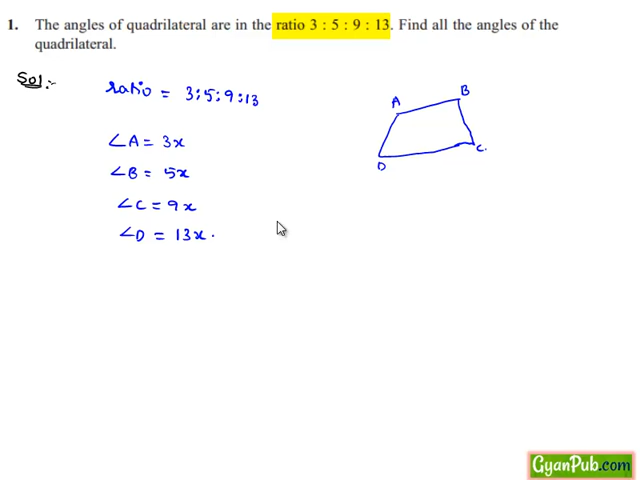 1. The angles of quadrilateral are in the ratio 3 : 5 : 9 : 13. Find all the angles of the
quadrilateral.
Sol:-
ratio = 3:5:9:13
∠A = 3x
∠B = 5x
∠C = 9x
∠D = 13x.
A
B
C.
D
GyanPub.com